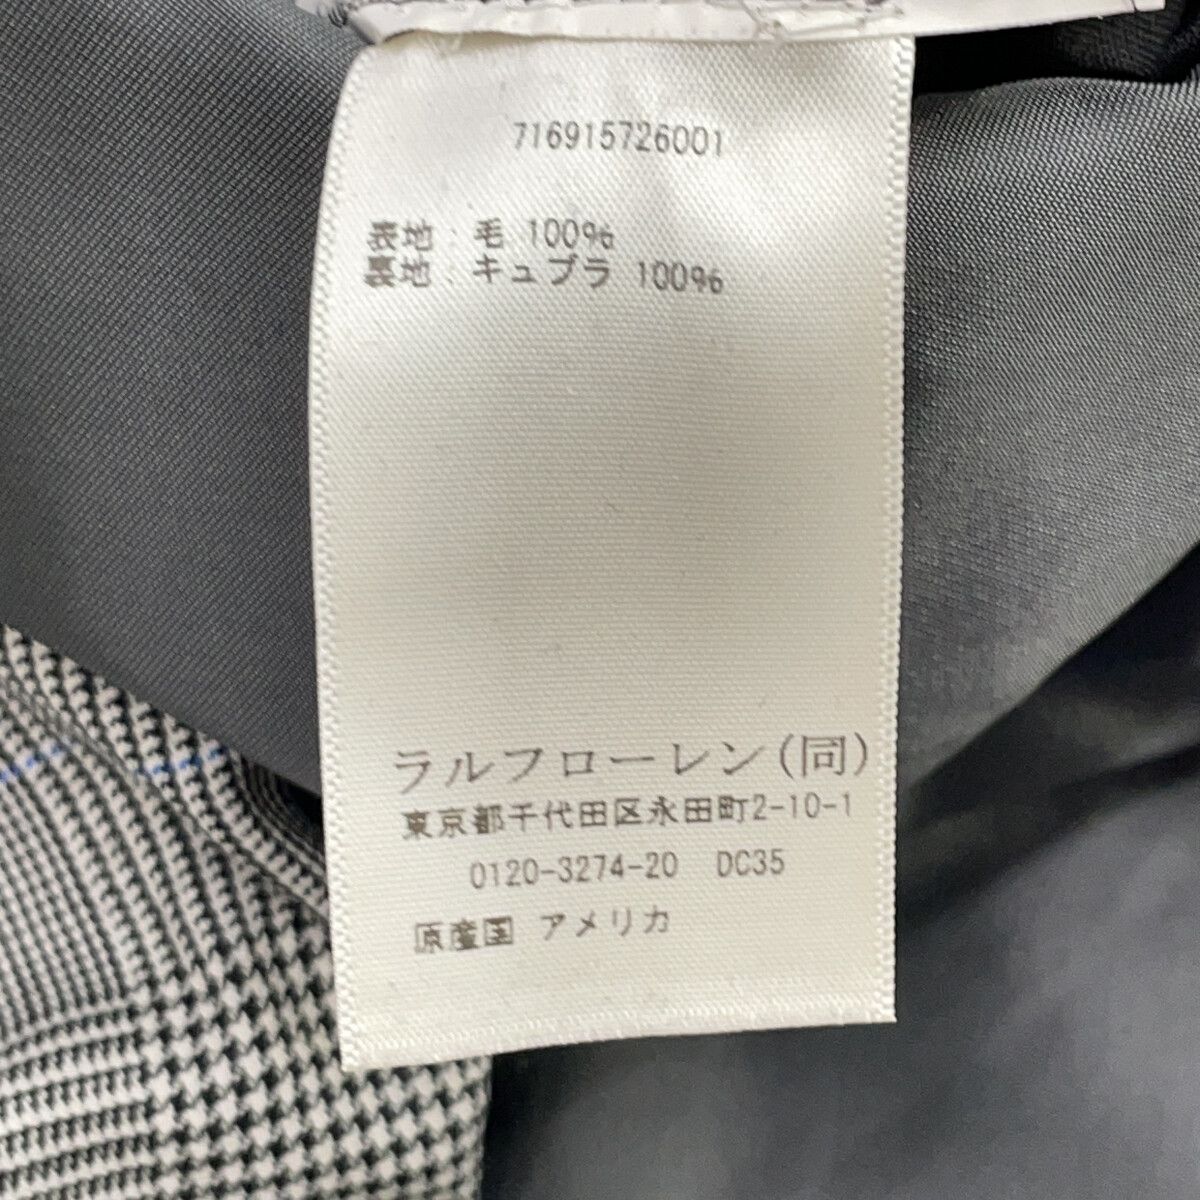 716915726001
表地 : 毛 100%
裏地 : キュプラ 100%
ラルフローレン(同)
東京都千代田区永田町2-10-1
0120-3274-20 DC35
原産国 アメリカ